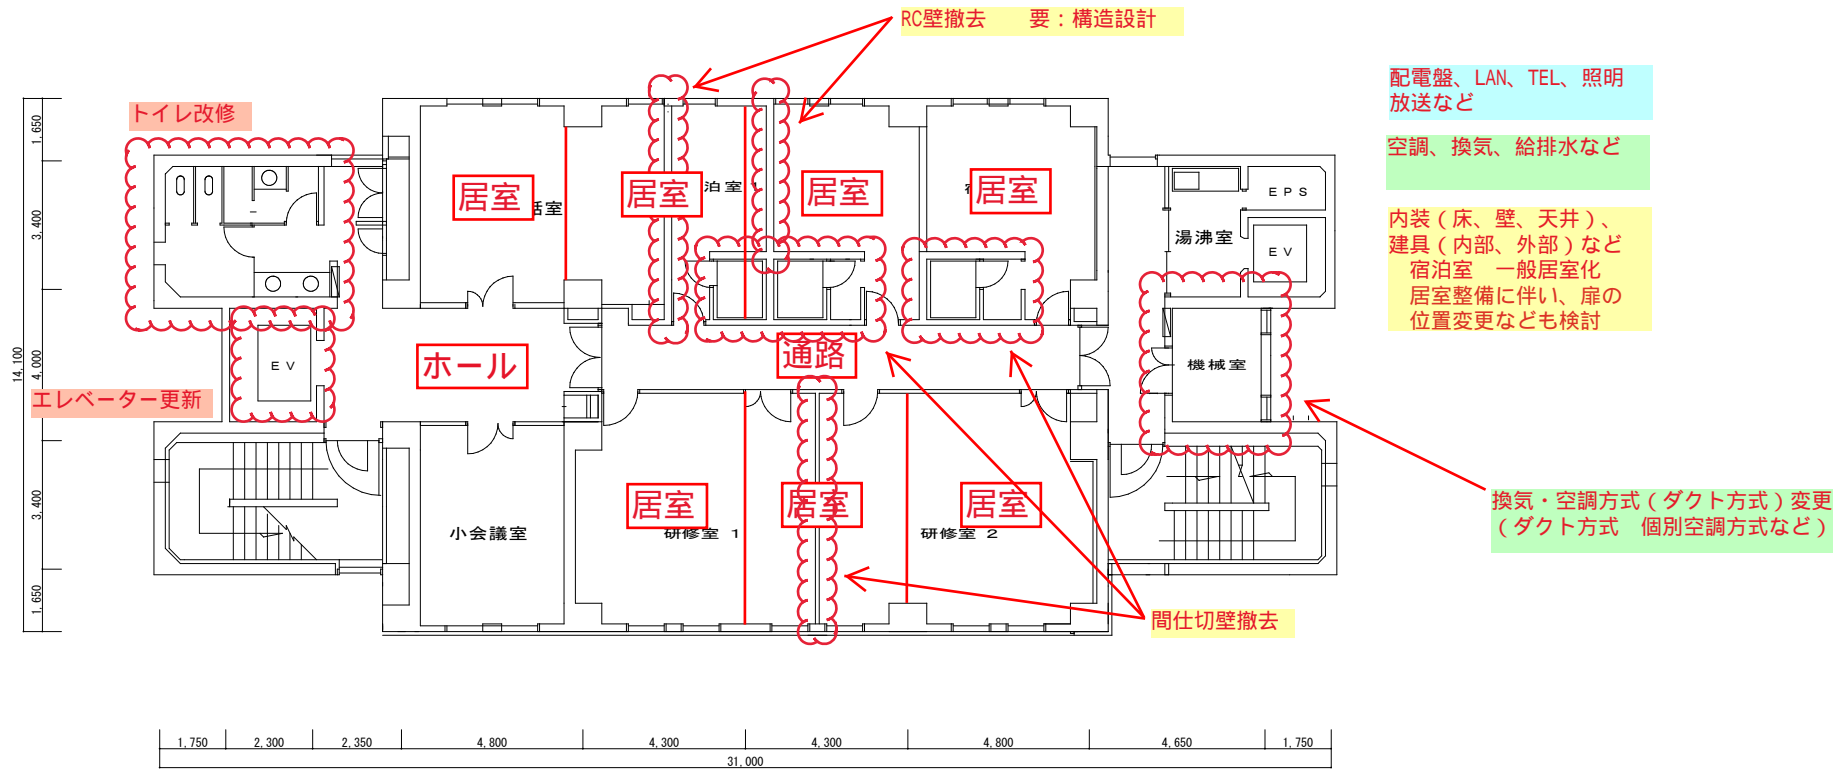 RC壁撤去　　要：構造設計
配電盤、LAN、TEL、照明
放送など
トイレ改修
空調、換気、給排水など
内装（床、壁、天井）、
建具（内部、外部）など
宿泊室　一般居室化
居室整備に伴い、扉の
位置変更なども検討
居室
話室
居室
泊室
居室
居室
EPS
湯沸室
EV
EV
ホール
通路
機械室
エレベーター更新
小会議室
居室
研修室 1
居室
居室
研修室 2
換気・空調方式（ダクト方式）変更
（ダクト方式　個別空調方式など）
間仕切壁撤去
1,650
3,400
4,000
14,100
3,400
1,650
1,750
2,300
2,350
4,800
4,300
4,300
4,800
4,650
1,750
31,000